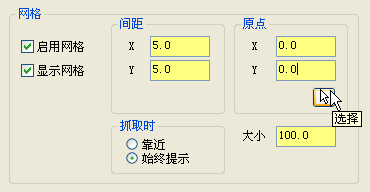 网格
启用网格
显示网格
间距
X 5.0
Y 5.0
原点
X 0.0
Y 0.0
选择
抓取时
靠近
始终提示
大小 100.0